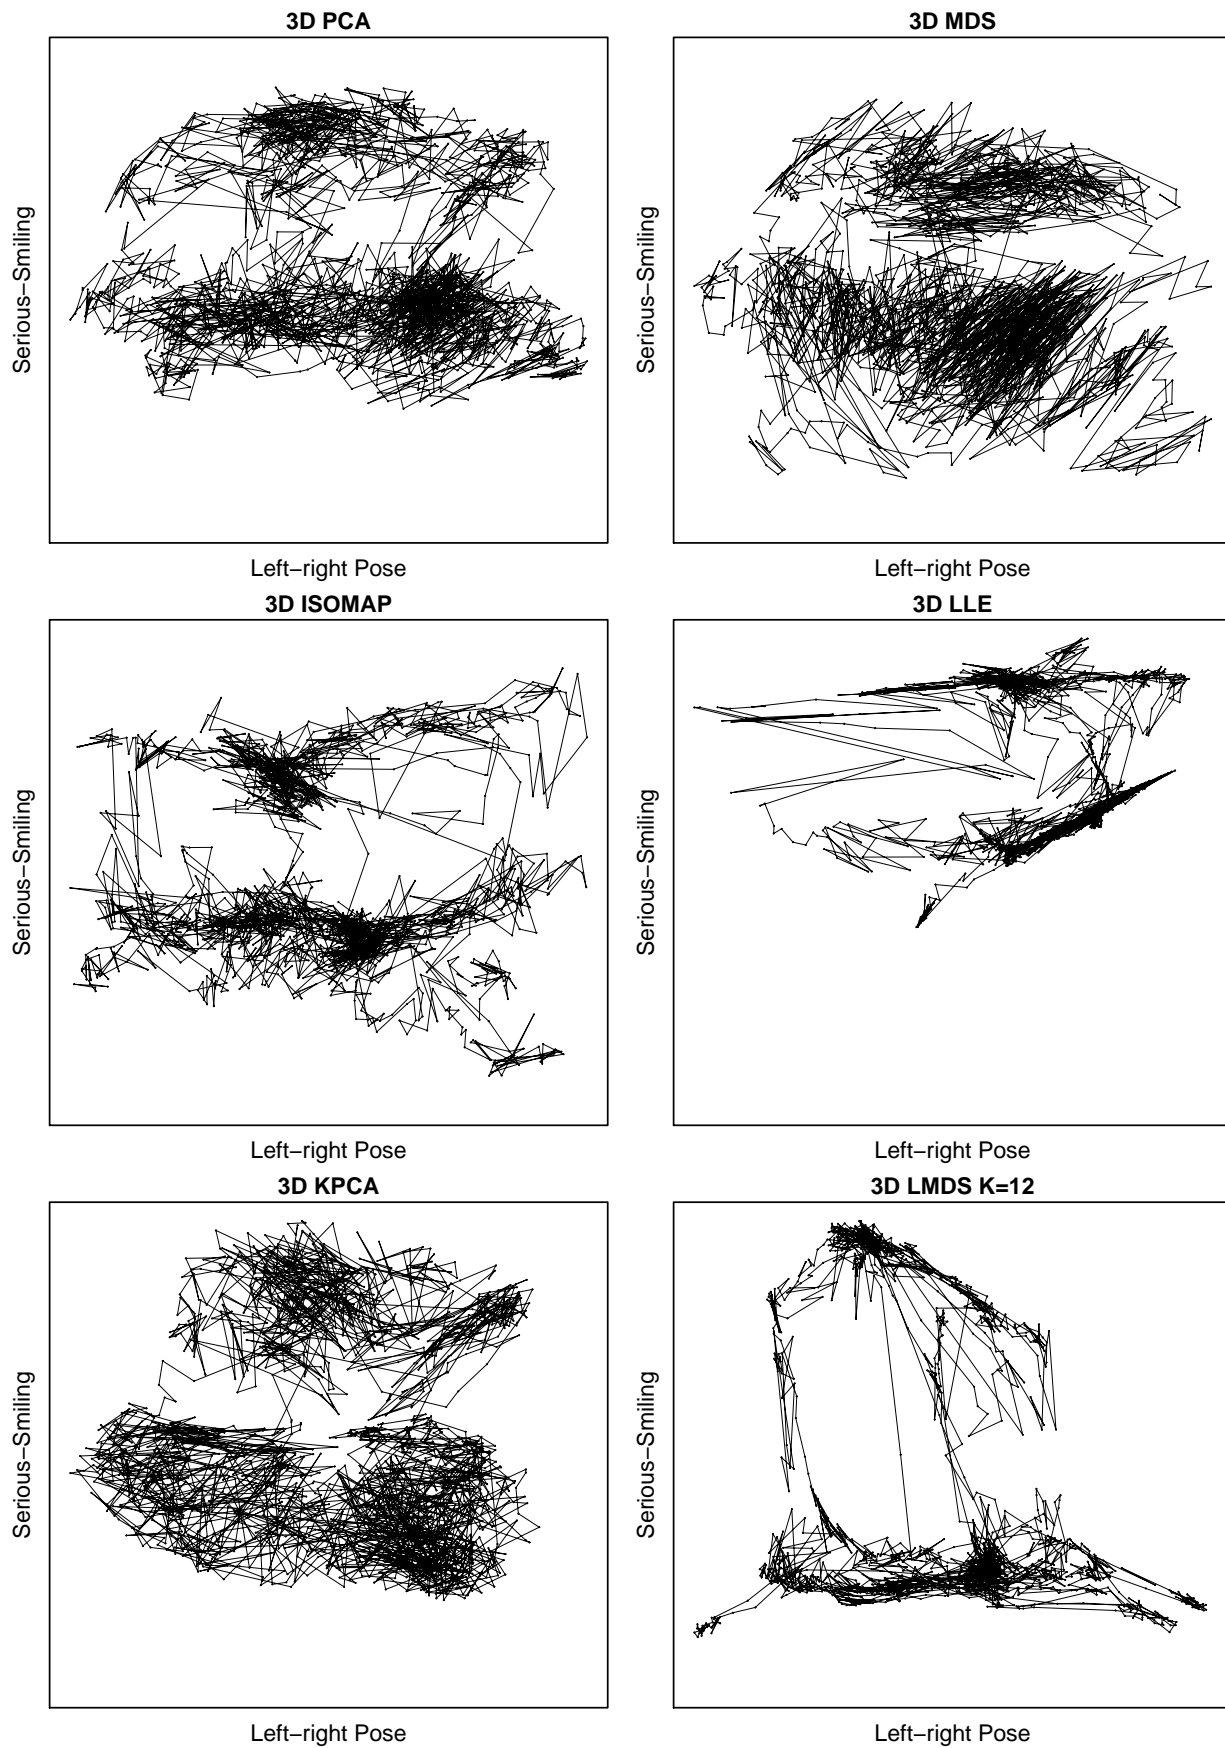 3D PCA
Serious−Smiling
Left−right Pose
3D MDS
Serious−Smiling
Left−right Pose
3D ISOMAP
Serious−Smiling
Left−right Pose
3D LLE
Serious−Smiling
Left−right Pose
3D KPCA
Serious−Smiling
Left−right Pose
3D LMDS K=12
Serious−Smiling
Left−right Pose